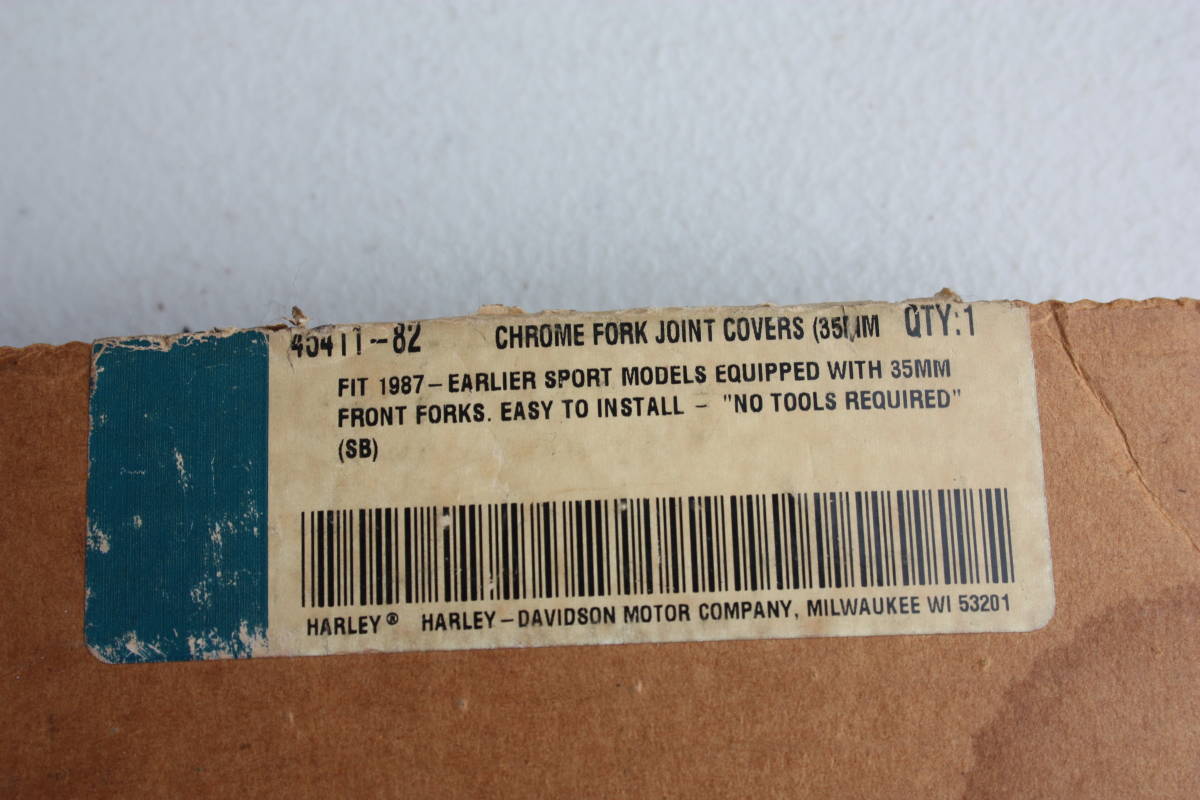 45411-82 CHROME FORK JOINT COVERS (35MM QTY:1
FIT 1987-EARLIER SPORT MODELS EQUIPPED WITH 35MM
FRONT FORKS. EASY TO INSTALL - "NO TOOLS REQUIRED"
(SB)
HARLEY® HARLEY-DAVIDSON MOTOR COMPANY, MILWAUKEE WI 53201